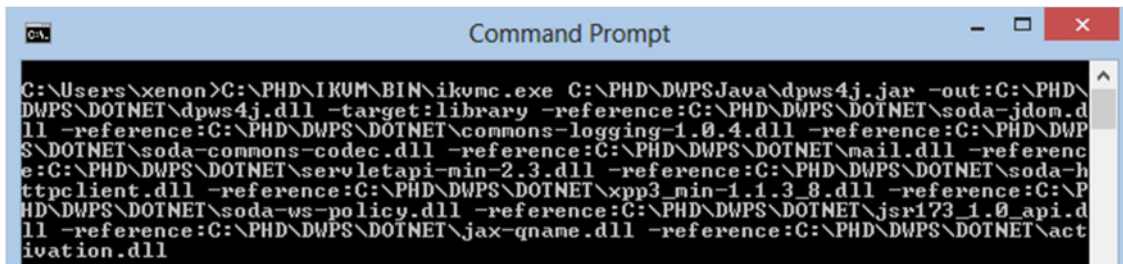 C:\.
Command Prompt
C:\Users\xenon>C:\PHD\IKVM\BIN\ikvmc.exe C:\PHD\DWPSJava\dpws4j.jar -out:C:\PHD\
DWPS\DOTNET\dpws4j.dll -target:library -reference:C:\PHD\DWPS\DOTNET\soda-jdom.d
ll -reference:C:\PHD\DWPS\DOTNET\commons-logging-1.0.4.dll -reference:C:\PHD\DWP
S\DOTNET\soda-commons-codec.dll -reference:C:\PHD\DWPS\DOTNET\mail.dll -referenc
e:C:\PHD\DWPS\DOTNET\servletapi-min-2.3.dll -reference:C:\PHD\DWPS\DOTNET\soda-h
ttpclient.dll -reference:C:\PHD\DWPS\DOTNET\xpp3_min-1.1.3_8.dll -reference:C:\P
HD\DWPS\DOTNET\soda-ws-policy.dll -reference:C:\PHD\DWPS\DOTNET\jsr173_1.0_api.d
ll -reference:C:\PHD\DWPS\DOTNET\jax-qname.dll -reference:C:\PHD\DWPS\DOTNET\act
ivation.dll